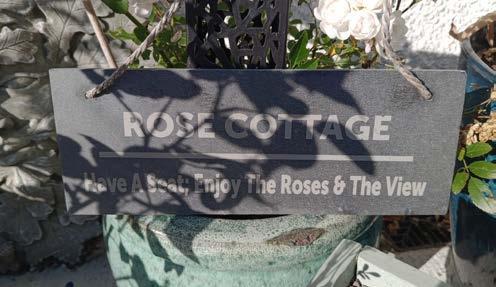 ROSE COTTAGE
Have A Seat; Enjoy The Roses & The View